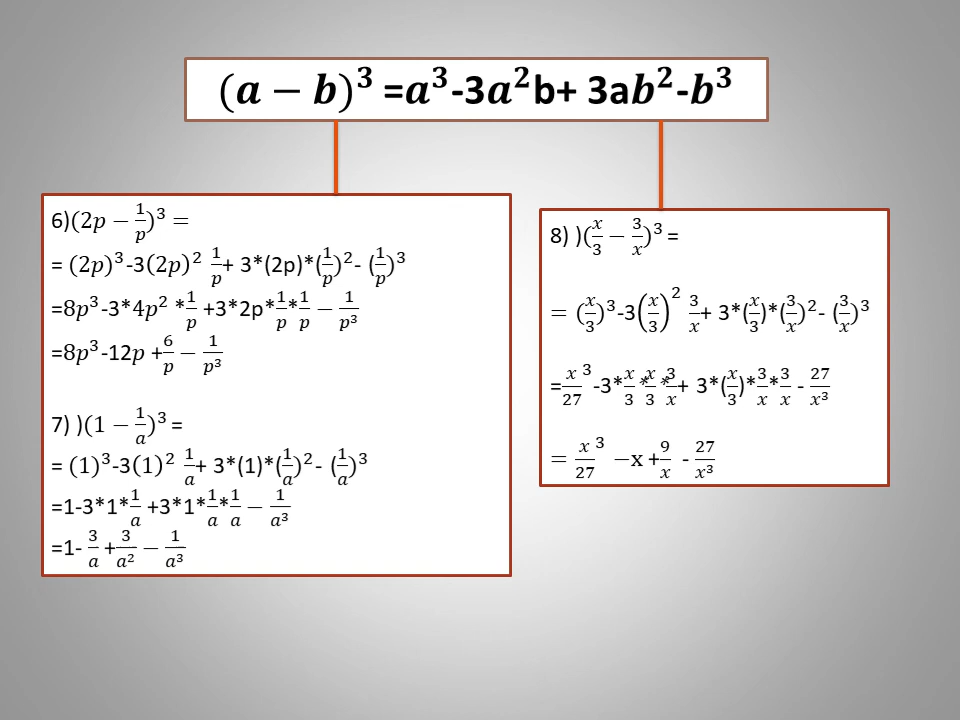 (𝒂 − 𝒃)³ =𝒂³-3𝒂²b+ 3a𝒃²-𝒃³
6)(2𝑝 − 1/𝑝)³ =
= (2𝑝)³-3(2𝑝)² 1/𝑝+ 3*(2p)*(1/𝑝)²- (1/𝑝)³
=8𝑝³-3*4𝑝² *1/𝑝 +3*2p*1/𝑝*1/𝑝 − 1/𝑝³
=8𝑝³-12𝑝 +6/𝑝 − 1/𝑝³
7) )(1 − 1/𝑎)³ =
= (1)³-3(1)² 1/𝑎+ 3*(1)*(1/𝑎)²- (1/𝑎)³
=1-3*1*1/𝑎 +3*1*1/𝑎*1/𝑎 − 1/𝑎³
=1- 3/𝑎 +3/𝑎² − 1/𝑎³
8) )(𝑥/3 − 3/𝑥)³ =
= (𝑥/3)³-3(𝑥/3)² 3/𝑥+ 3*(𝑥/3)*(3/𝑥)²- (3/𝑥)³
=𝑥/27 ³-3*𝑥/3*𝑥/3*3/𝑥+ 3*(𝑥/3)*3/𝑥*3/𝑥 - 27/𝑥³
= 𝑥/27 ³ −x +9/𝑥 - 27/𝑥³